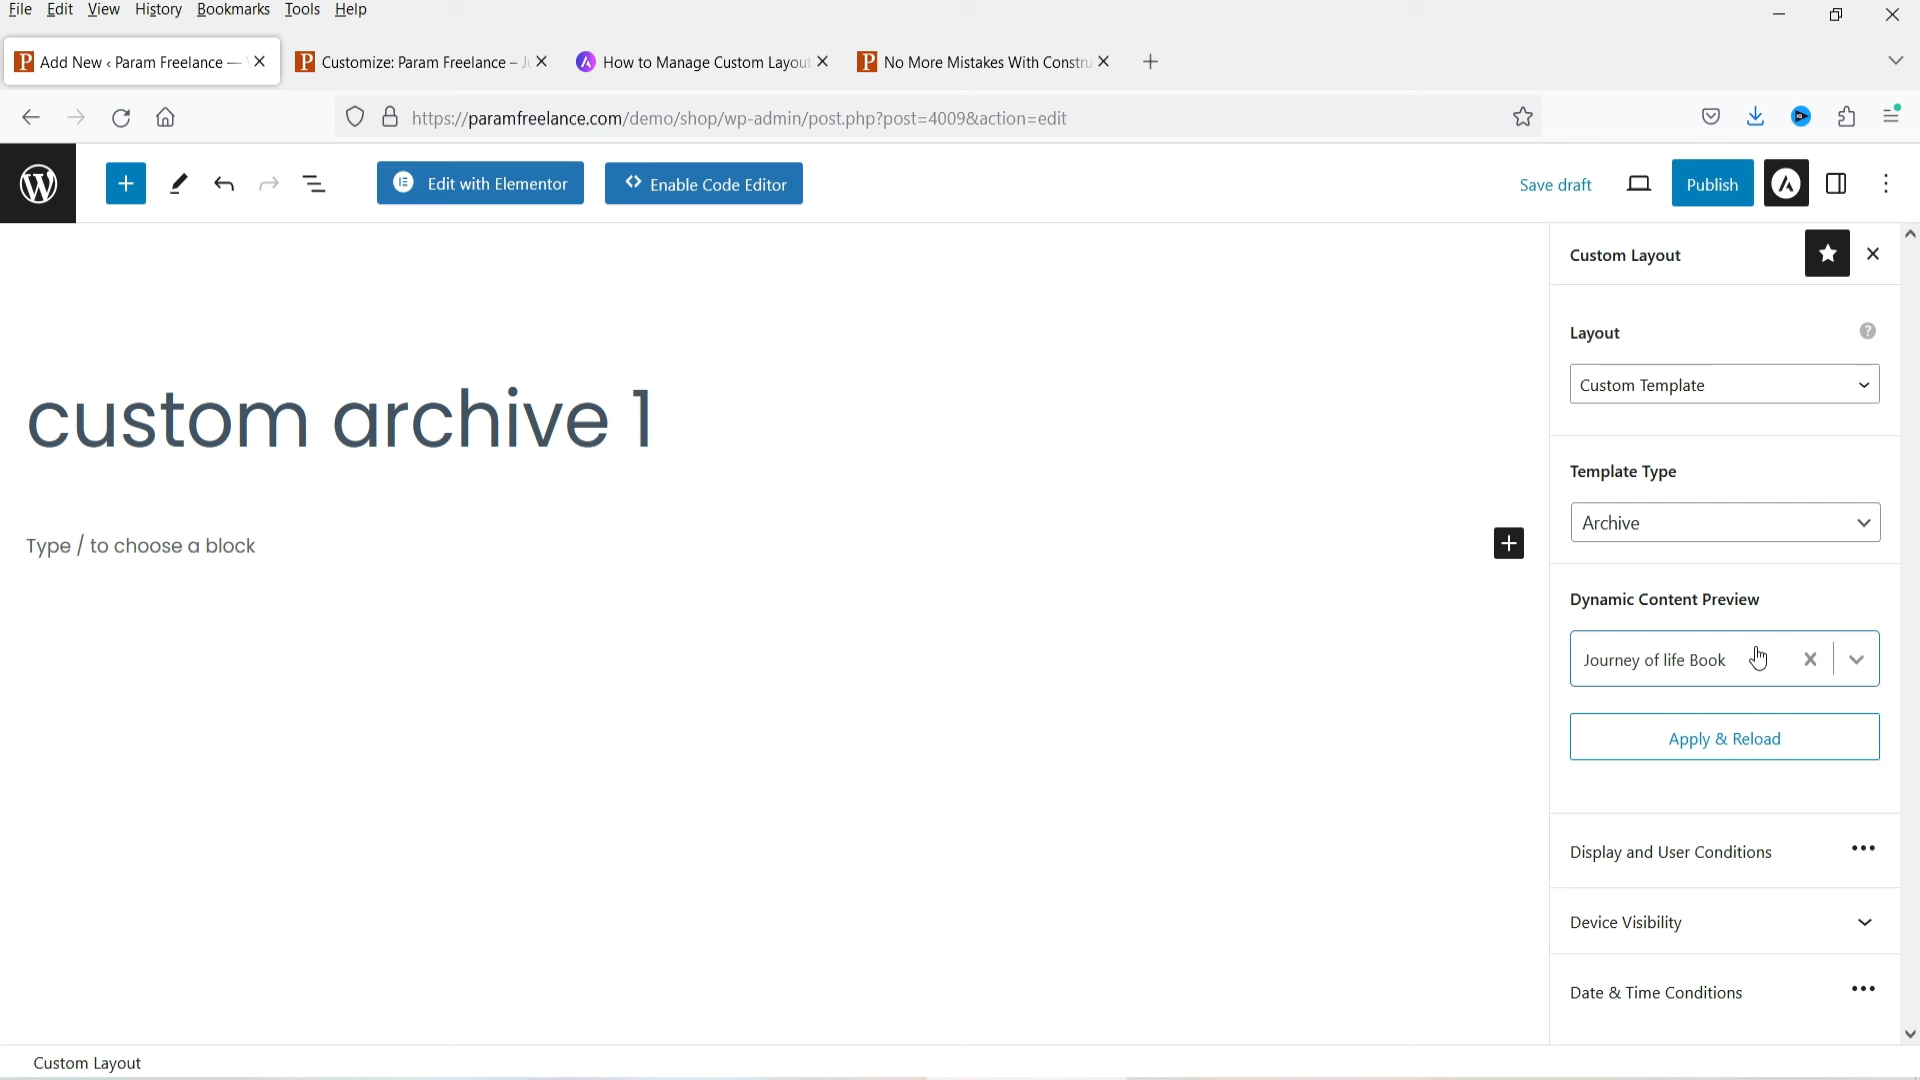 File Edit View History Bookmarks Tools Help
Add New ‹ Param Freelance —
Customize: Param Freelance –
How to Manage Custom Layout
No More Mistakes With Constru
https://paramfreelance.com/demo/shop/wp-admin/post.php?post=4009&action=edit
Edit with Elementor
Enable Code Editor
Save draft
Publish
Custom Layout
Layout
Custom Template
custom archive 1
Template Type
Archive
Type / to choose a block
Dynamic Content Preview
Journey of life Book
Apply & Reload
Display and User Conditions
Device Visibility
Date & Time Conditions
Custom Layout